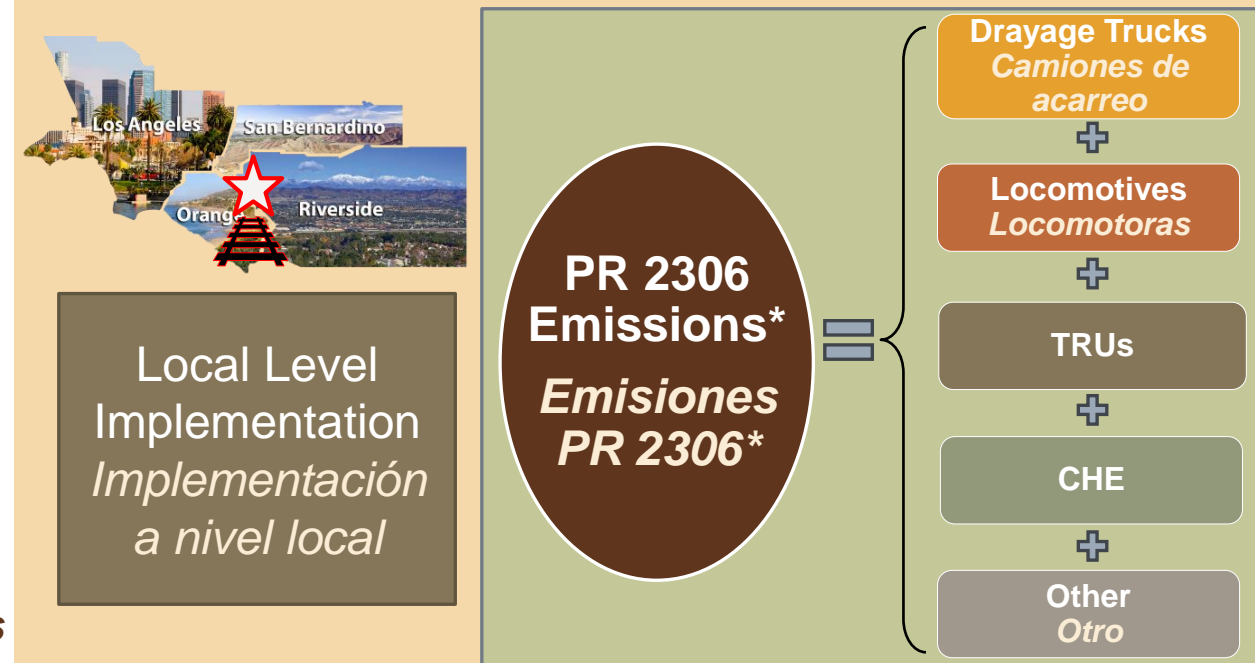 Los Angeles
San Bernardino
Riverside
Local Level
Implementation
Implementación
a nivel local
PR 2306
Emissions*
Emisiones
PR 2306*
Drayage Trucks
Camiones de
acarreo
Locomotives
Locomotoras
TRUs
CHE
Other
Otro